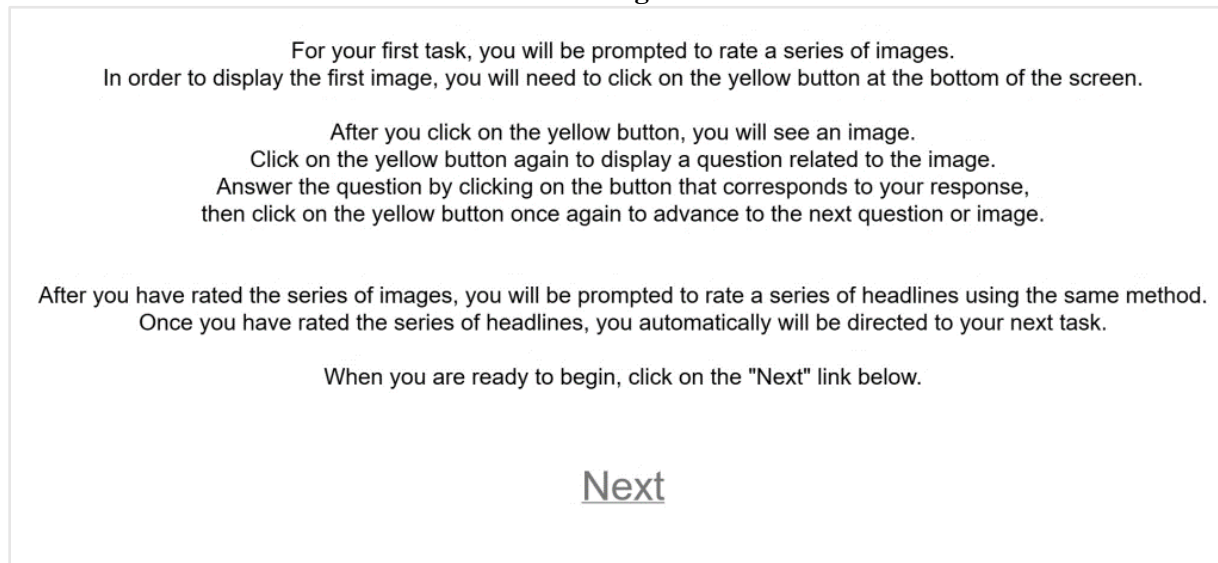 For your first task, you will be prompted to rate a series of images.
In order to display the first image, you will need to click on the yellow button at the bottom of the screen.
After you click on the yellow button, you will see an image.
Click on the yellow button again to display a question related to the image.
Answer the question by clicking on the button that corresponds to your response,
then click on the yellow button once again to advance to the next question or image.
After you have rated the series of images, you will be prompted to rate a series of headlines using the same method.
Once you have rated the series of headlines, you automatically will be directed to your next task.
When you are ready to begin, click on the "Next" link below.
Next